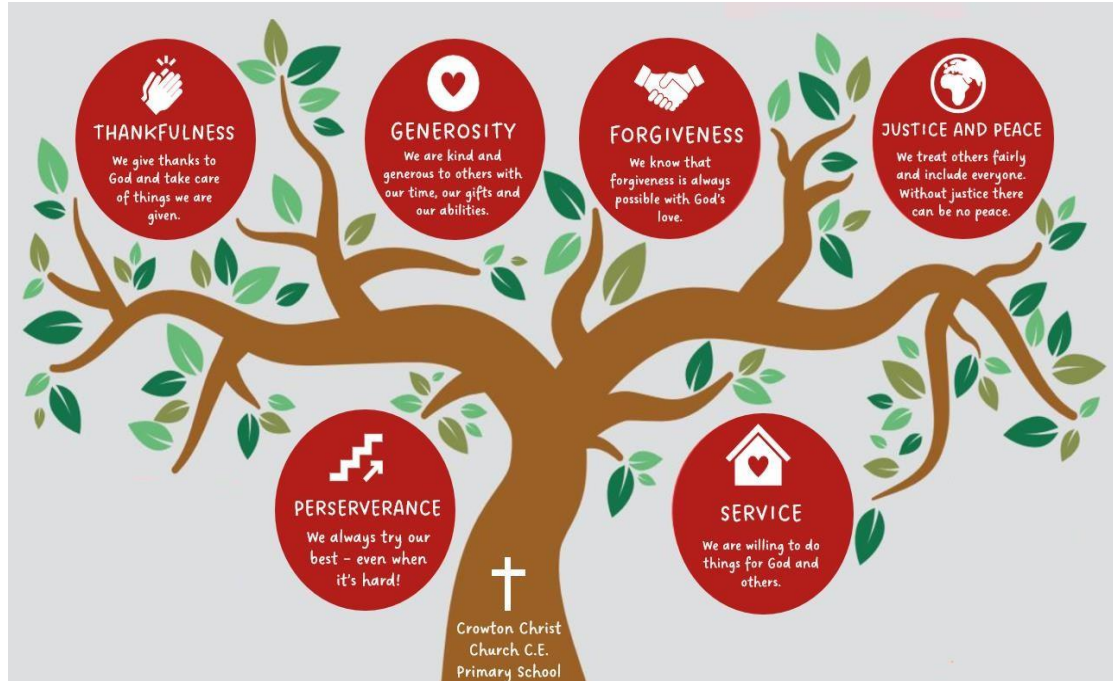 THANKFULNESS
We give thanks to
God and take care
of things we are
given.
GENEROSITY
We are kind and
generous to others with
our time, our gifts and
our abilities.
FORGIVENESS
We know that
forgiveness is always
possible with God's
love.
JUSTICE AND PEACE
We treat others fairly
and include everyone.
Without justice there
can be no peace.
PERSERVERANCE
We always try our
best – even when
it's hard!
SERVICE
We are willing to do
things for God and
others.
Crowton Christ
Church C.E.
Primary School